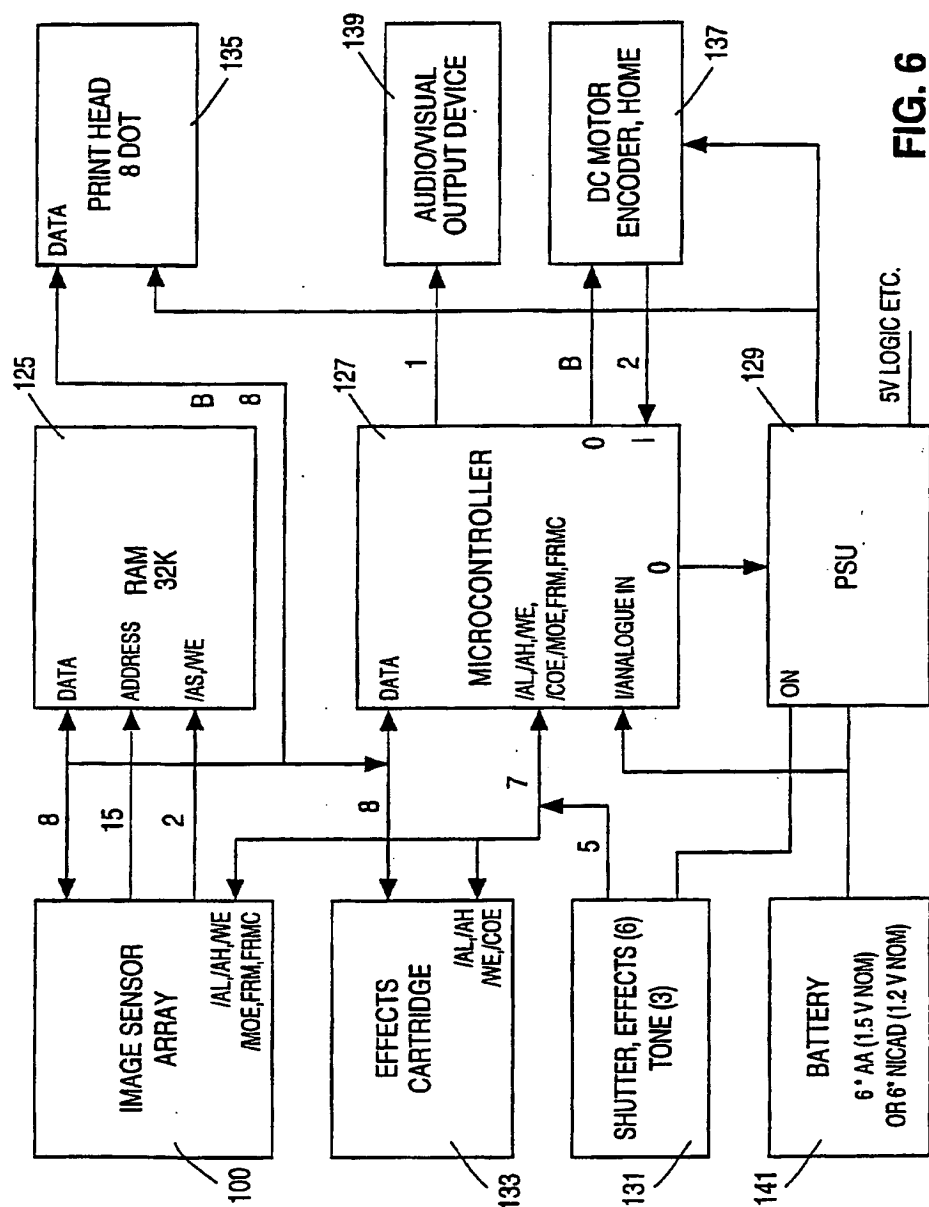 IMAGE SENSOR
ARRAY
/AL,/AH,/WE
/MOE,FRM,FRMC
100
8
15
2
DATA
ADDRESS
/AS,/WE
RAM
32K
125
B
8
DATA
PRINT HEAD
8 DOT
135
EFFECTS
CARTRIDGE
/AL,/AH
/WE,/COE
133
8
7
DATA
MICROCONTROLLER
/AL,/AH,/WE,
/COE,/MOE,FRM,FRMC
I/ANALOGUE IN
0
0
I
127
1
B
2
AUDIO/VISUAL
OUTPUT DEVICE
139
DC MOTOR
ENCODER, HOME
137
SHUTTER, EFFECTS (6)
TONE (3)
131
5
BATTERY
6 * AA (1.5 V NOM)
OR 6* NICAD (1.2 V NOM)
141
ON
PSU
129
5V LOGIC ETC.
FIG. 6